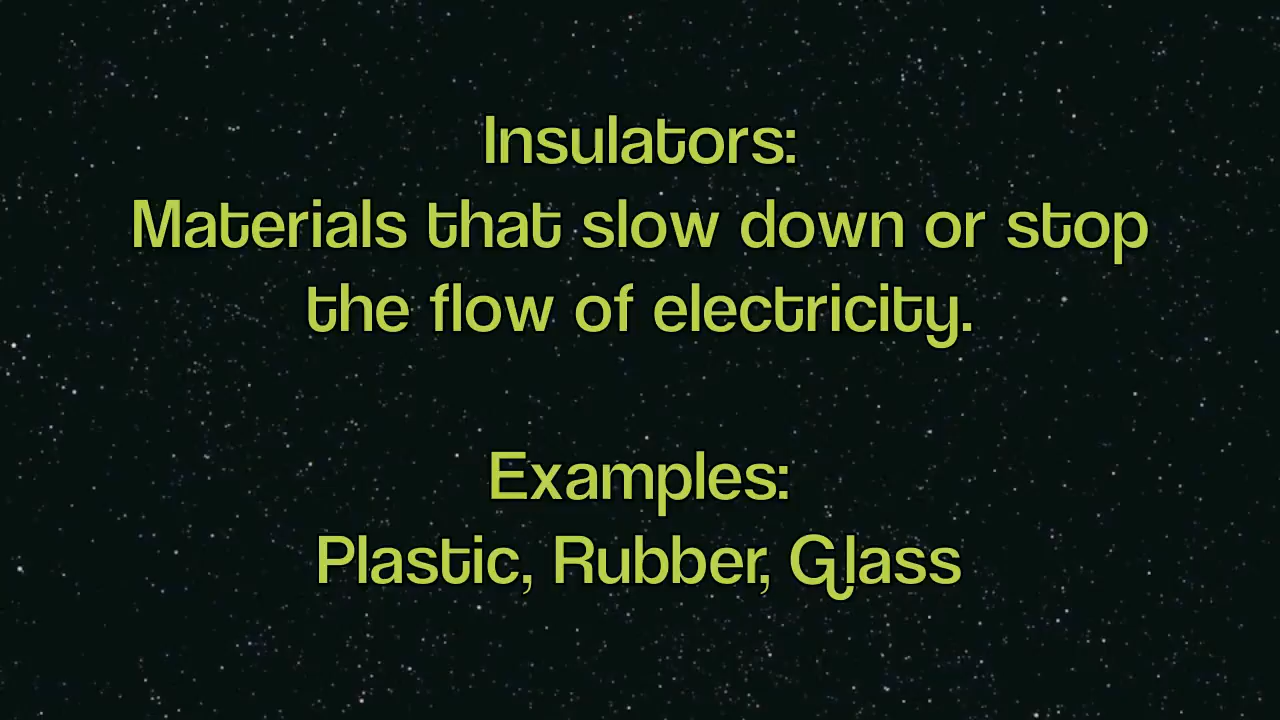 Insulators:
Materials that slow down or stop
the flow of electricity.
Examples:
Plastic, Rubber, Glass